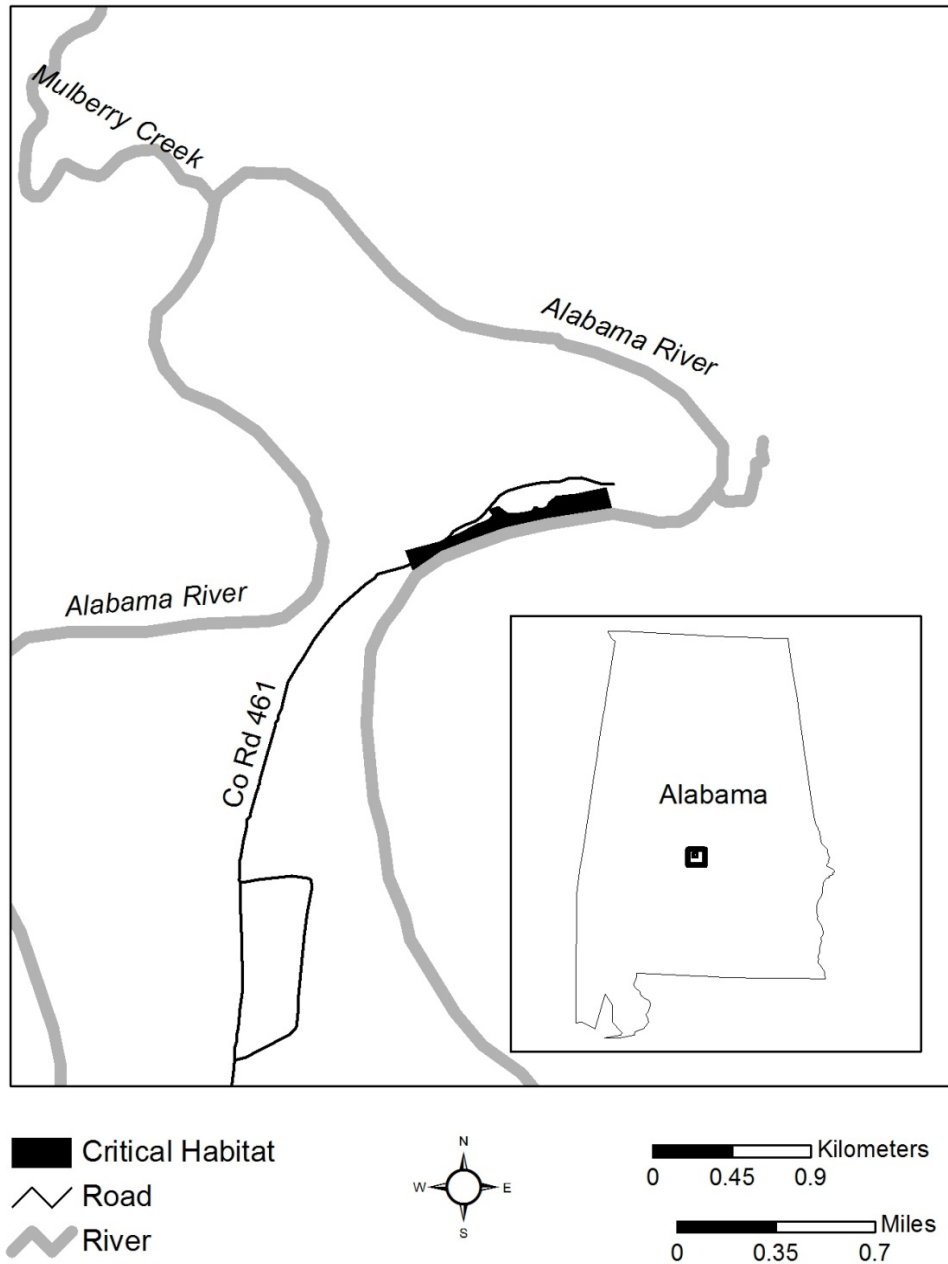 Mulberry Creek
Alabama River
Alabama River
Co Rd 461
Alabama
Critical Habitat
Road
River
N
W E
S
Kilometers
0 0.45 0.9
Miles
0 0.35 0.7